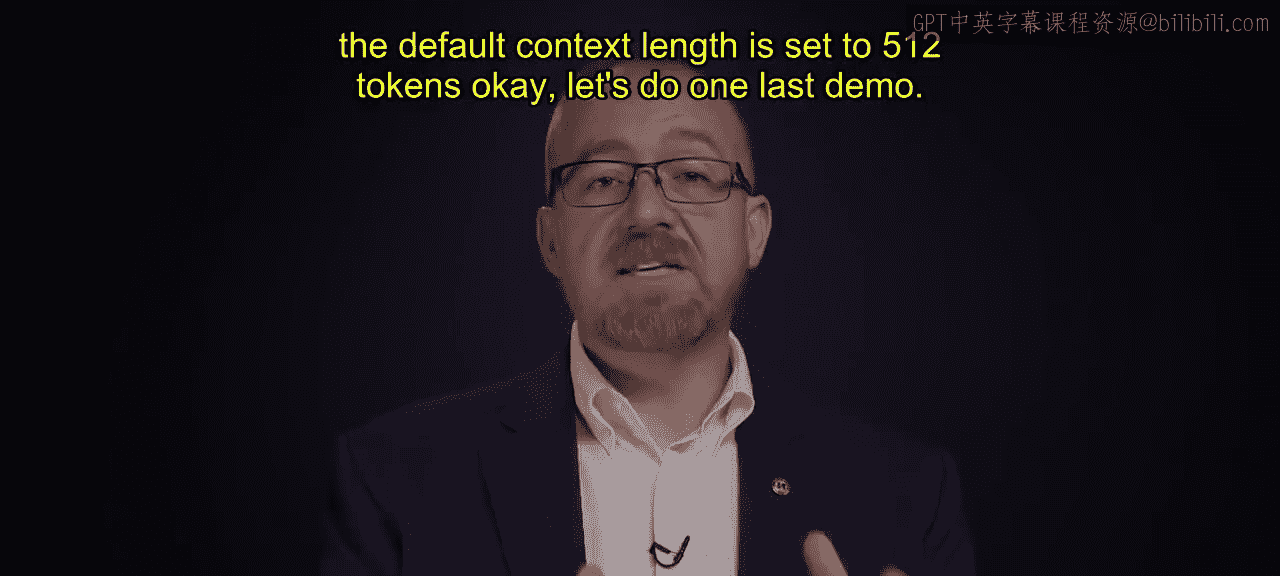 GPT中英字幕课程资源@bilibili.com
the default context length is set to 512
tokens okay, let's do one last demo.